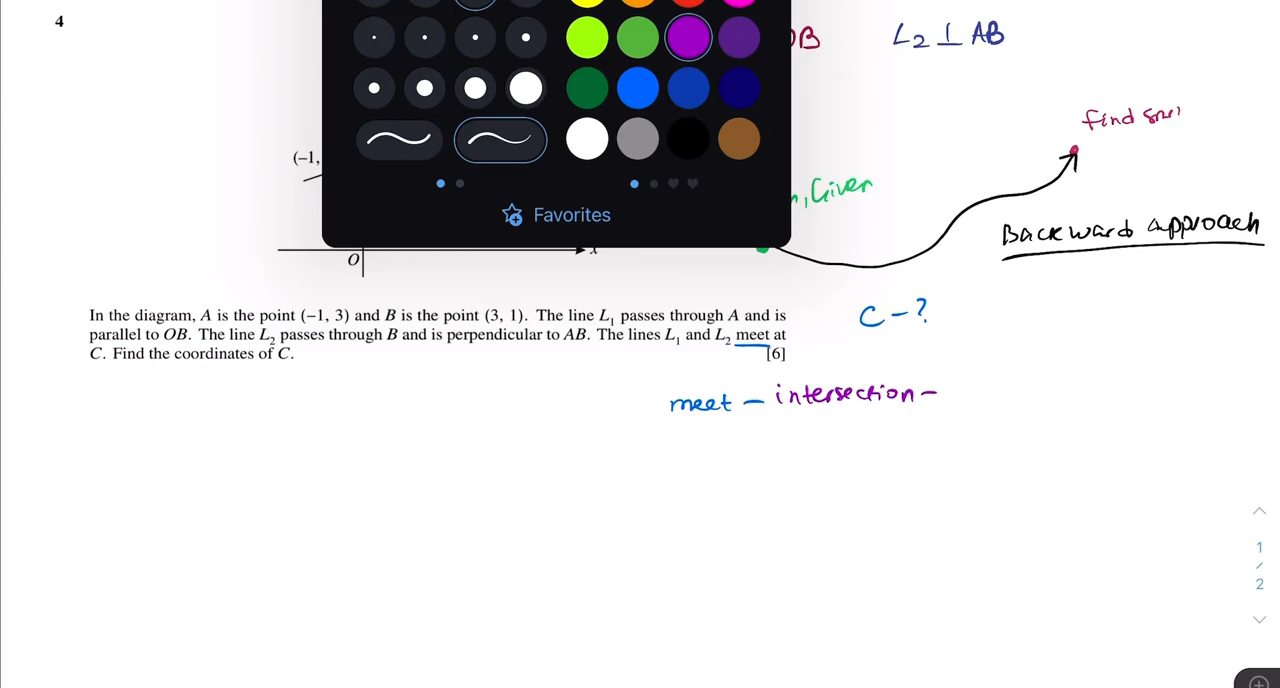 4
OB L₂ ⊥ AB
find
(-1,
n, Given
Backward approach
x
O
In the diagram, A is the point (−1, 3) and B is the point (3, 1). The line L₁ passes through A and is
parallel to OB. The line L₂ passes through B and is perpendicular to AB. The lines L₁ and L₂ meet at
C. Find the coordinates of C. [6]
C - ?
meet - intersection -
Favorites
1
/
2